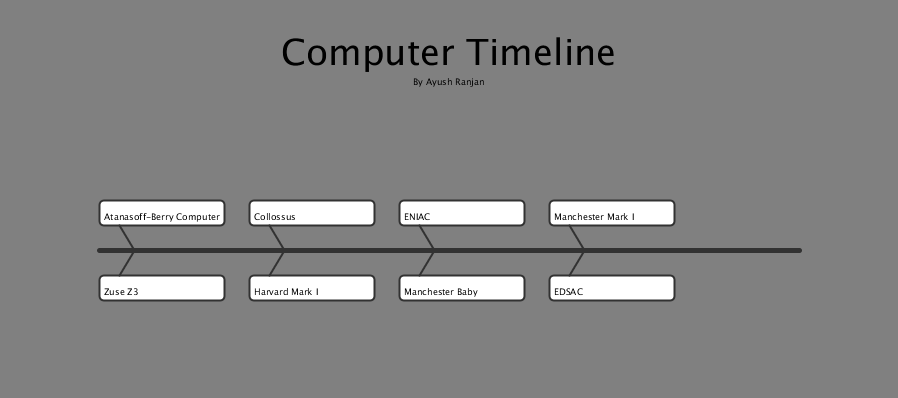 Computer Timeline
By Ayush Ranjan
Atanasoff-Berry Computer
Collossus
ENIAC
Manchester Mark I
Zuse Z3
Harvard Mark I
Manchester Baby
EDSAC